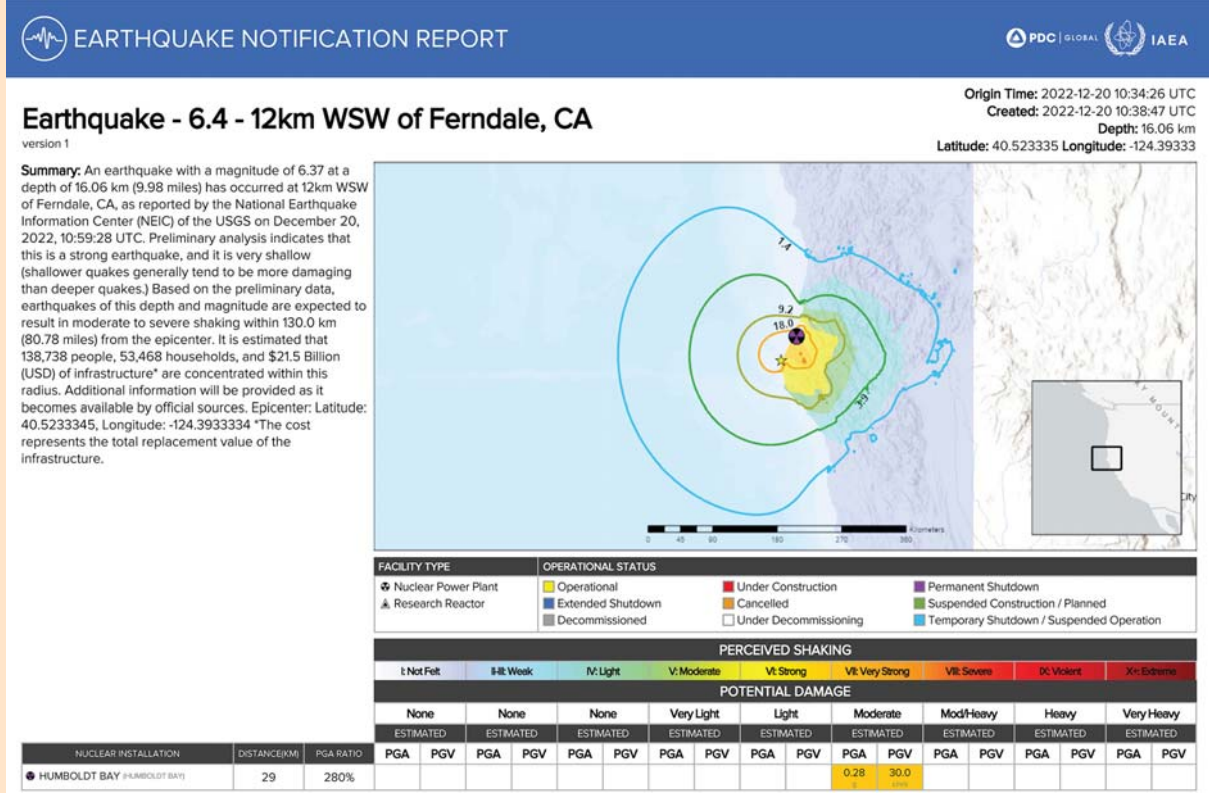 EARTHQUAKE NOTIFICATION REPORT
PDC GLOBAL IAEA
Earthquake - 6.4 - 12km WSW of Ferndale, CA
version 1
Origin Time: 2022-12-20 10:34:26 UTC
Created: 2022-12-20 10:38:47 UTC
Depth: 16.06 km
Latitude: 40.523335 Longitude: -124.39333
Summary: An earthquake with a magnitude of 6.37 at a
depth of 16.06 km (9.98 miles) has occurred at 12km WSW
of Ferndale, CA, as reported by the National Earthquake
Information Center (NEIC) of the USGS on December 20,
2022, 10:59:28 UTC. Preliminary analysis indicates that
this is a strong earthquake, and it is very shallow
(shallower quakes generally tend to be more damaging
than deeper quakes.) Based on the preliminary data,
earthquakes of this depth and magnitude are expected to
result in moderate to severe shaking within 130.0 km
(80.78 miles) from the epicenter. It is estimated that
138,738 people, 53,468 households, and $21.5 Billion
(USD) of infrastructure* are concentrated within this
radius. Additional information will be provided as it
becomes available by official sources. Epicenter: Latitude:
40.5233345, Longitude: -124.3933334 *The cost
represents the total replacement value of the
infrastructure.
1.4
9.2
18.0
3.9
0 45 90 180 270 360 Kilometers
Y MOUNT
City
FACILITY TYPE OPERATIONAL STATUS
Nuclear Power Plant Operational Under Construction Permanent Shutdown
Research Reactor Extended Shutdown Cancelled Suspended Construction / Planned
Decommissioned Under Decommissioning Temporary Shutdown / Suspended Operation
PERCEIVED SHAKING
I: Not Felt II-III: Weak IV: Light V: Moderate VI: Strong VII: Very Strong VIII: Severe IX: Violent X+: Extreme
POTENTIAL DAMAGE
None None None Very Light Light Moderate Mod/Heavy Heavy Very Heavy
ESTIMATED ESTIMATED ESTIMATED ESTIMATED ESTIMATED ESTIMATED ESTIMATED ESTIMATED ESTIMATED
NUCLEAR INSTALLATION DISTANCE(KM) PGA RATIO PGA PGV PGA PGV PGA PGV PGA PGV PGA PGV PGA PGV PGA PGV PGA PGV PGA PGV
HUMBOLDT BAY (HUMBOLDT BAY) 29 280% 0.28 30.0